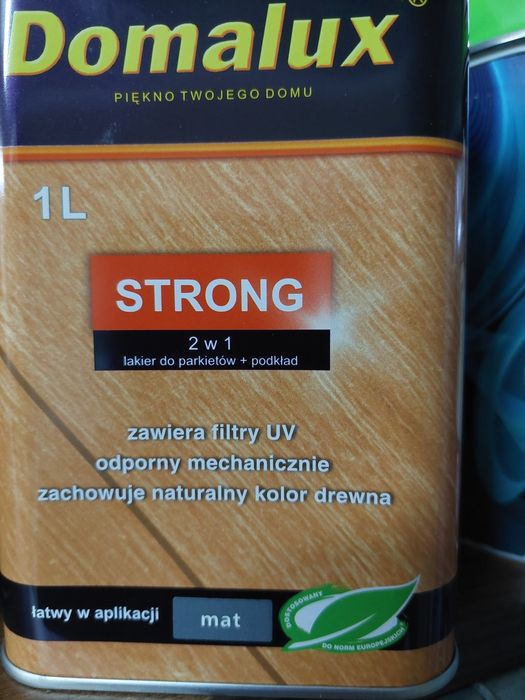 Domalux®
PIĘKNO TWOJEGO DOMU
1 L
STRONG
2 w 1
lakier do parkietów + podkład
zawiera filtry UV
odporny mechanicznie
zachowuje naturalny kolor drewna
łatwy w aplikacji
mat
DOSTOSOWANY
DO NORM EUROPEJSKICH